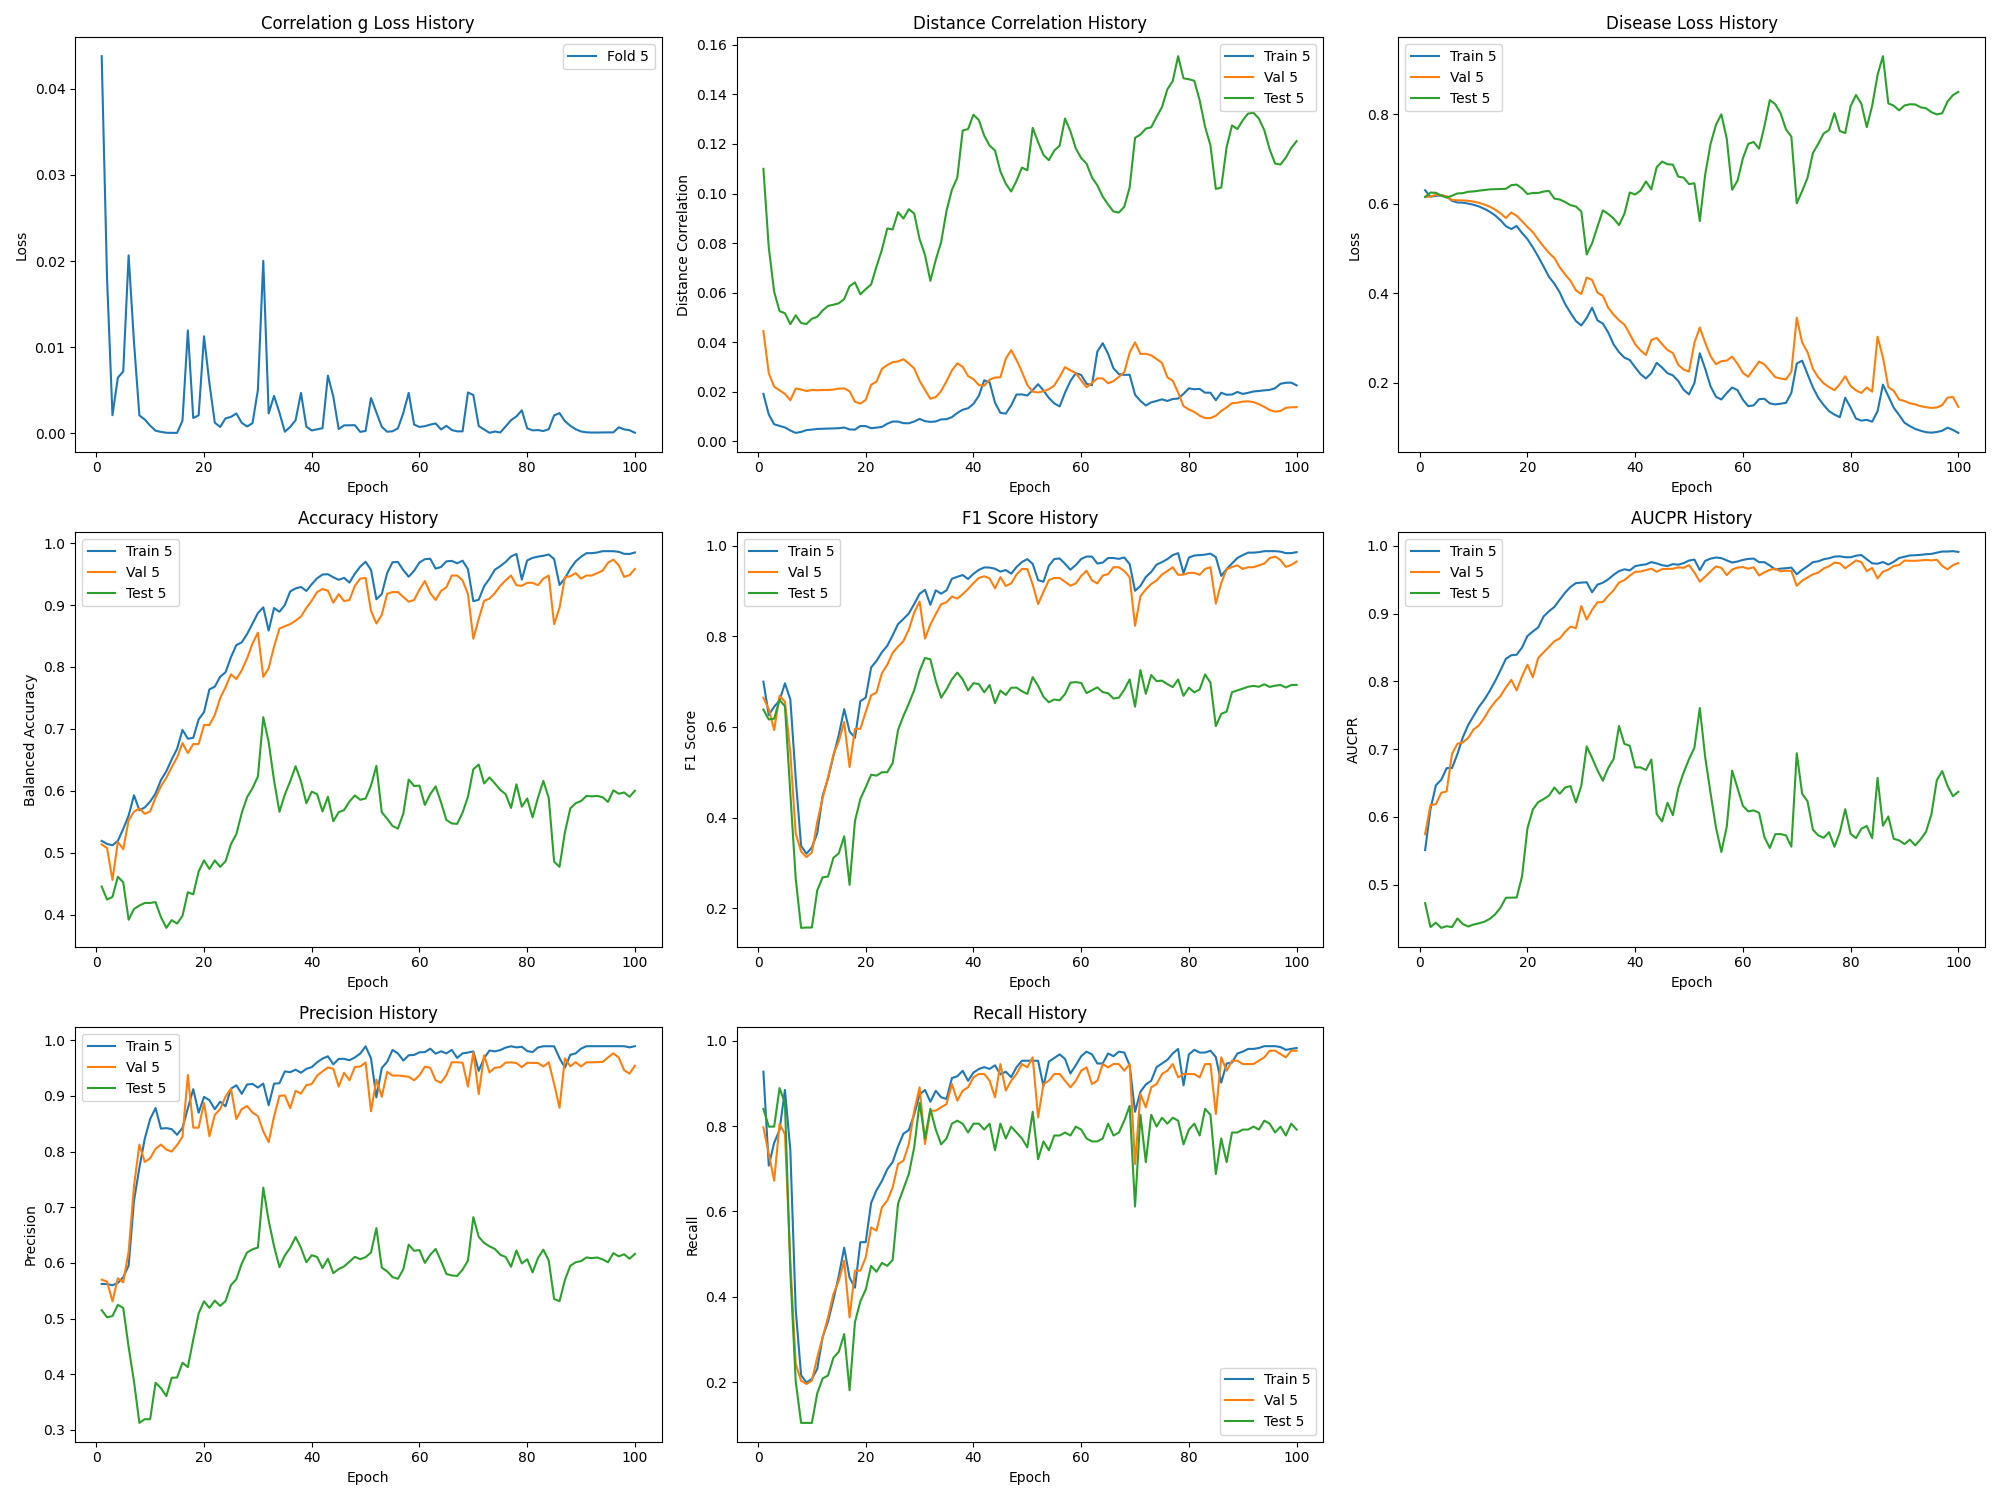 Correlation g Loss History
Fold 5
Loss
0.04
0.03
0.02
0.01
0.00
0 20 40 60 80 100
Epoch
Distance Correlation History
Train 5
Val 5
Test 5
Distance Correlation
0.16
0.14
0.12
0.10
0.08
0.06
0.04
0.02
0.00
0 20 40 60 80 100
Epoch
Disease Loss History
Train 5
Val 5
Test 5
Loss
0.8
0.6
0.4
0.2
0 20 40 60 80 100
Epoch
Accuracy History
Train 5
Val 5
Test 5
Balanced Accuracy
1.0
0.9
0.8
0.7
0.6
0.5
0.4
0 20 40 60 80 100
Epoch
F1 Score History
Train 5
Val 5
Test 5
F1 Score
1.0
0.8
0.6
0.4
0.2
0 20 40 60 80 100
Epoch
AUCPR History
Train 5
Val 5
Test 5
AUCPR
1.0
0.9
0.8
0.7
0.6
0.5
0 20 40 60 80 100
Epoch
Precision History
Train 5
Val 5
Test 5
Precision
1.0
0.9
0.8
0.7
0.6
0.5
0.4
0.3
0 20 40 60 80 100
Epoch
Recall History
Train 5
Val 5
Test 5
Recall
1.0
0.8
0.6
0.4
0.2
0 20 40 60 80 100
Epoch